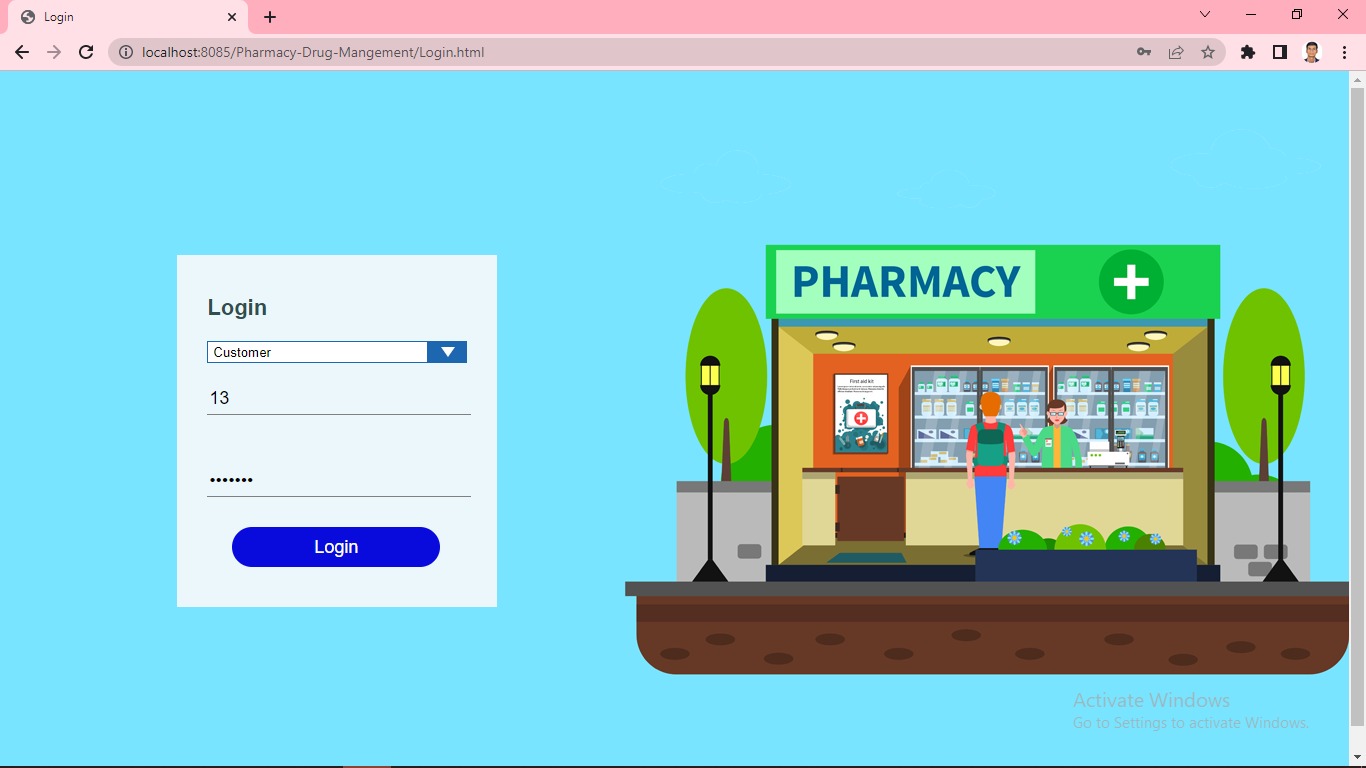 Login
localhost:8085/Pharmacy-Drug-Mangement/Login.html
Login
Customer
13
•••••••
Login
PHARMACY
First aid kit
Activate Windows
Go to Settings to activate Windows.